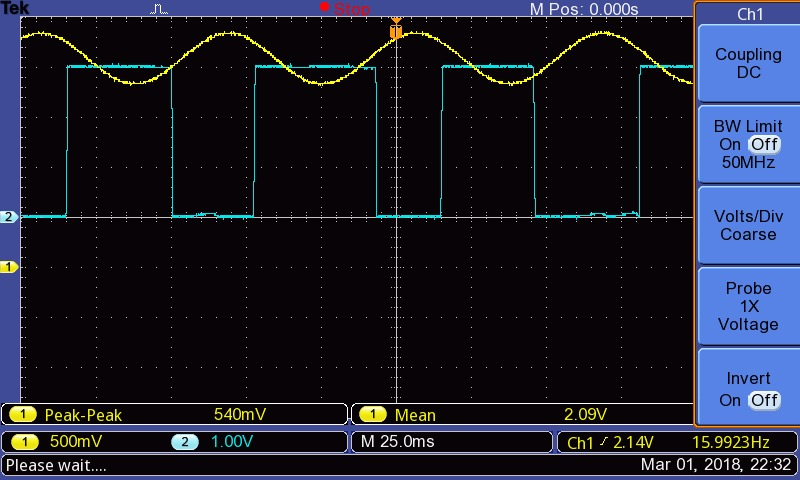 Tek Stop M Pos: 0.000s
T
2
1
Ch1
Coupling
DC
BW Limit
On Off
50MHz
Volts/Div
Coarse
Probe
1X
Voltage
Invert
On Off
1 Peak-Peak 540mV 1 Mean 2.09V
1 500mV 2 1.00V M 25.0ms Ch1 2.14V 15.9923Hz
Please wait.... Mar 01, 2018, 22:32